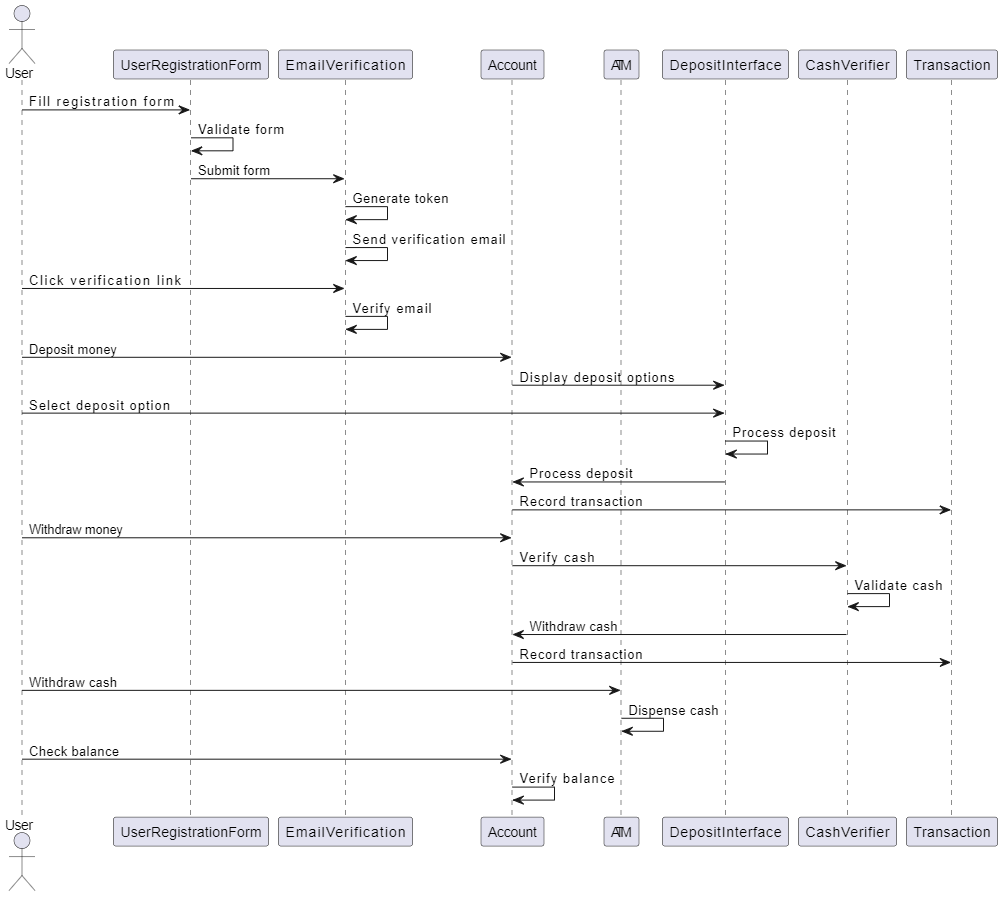 User
UserRegistrationForm
EmailVerification
Account
ATM
DepositInterface
CashVerifier
Transaction
Fill registration form
Validate form
Submit form
Generate token
Send verification email
Click verification link
Verify email
Deposit money
Display deposit options
Select deposit option
Process deposit
Process deposit
Record transaction
Withdraw money
Verify cash
Validate cash
Withdraw cash
Record transaction
Withdraw cash
Dispense cash
Check balance
Verify balance
User
UserRegistrationForm
EmailVerification
Account
ATM
DepositInterface
CashVerifier
Transaction